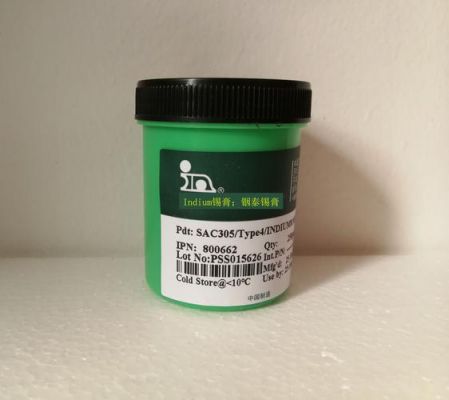 Indium锡膏：铟泰锡膏
Pdt: SAC305/Type4/INDIUM
IPN: 800662 Qty:
Lot No:PSS015626 Int.P/N:
Mfg'd:
Cold Store@<10℃ Use by:
中国制造